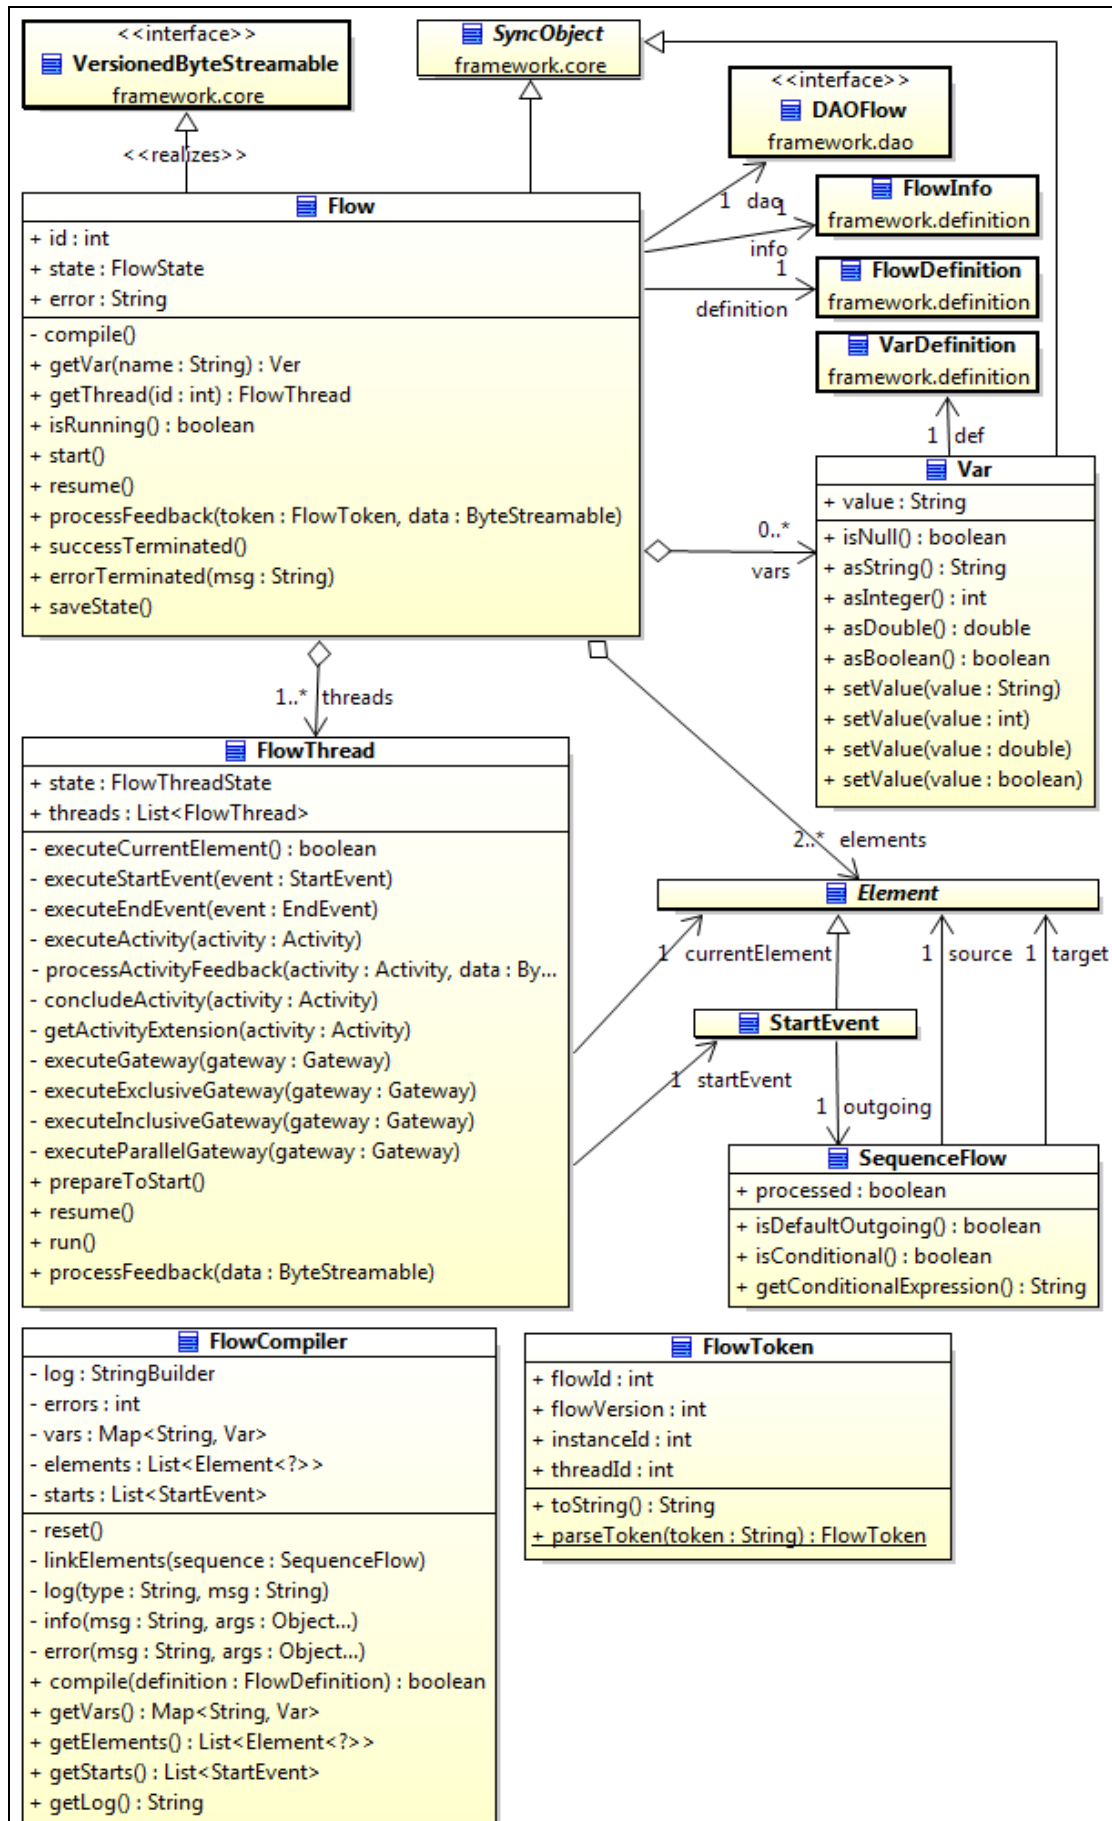 <<interface>>
VersionedByteStreamable
framework.core
SyncObject
framework.core
<<interface>>
DAOFlow
framework.dao
<<realizes>>
1 dao
1
FlowInfo
framework.definition
info
1
FlowDefinition
framework.definition
definition
VarDefinition
framework.definition
1 def
Flow
+ id : int
+ state : FlowState
+ error : String
- compile()
+ getVar(name : String) : Ver
+ getThread(id : int) : FlowThread
+ isRunning() : boolean
+ start()
+ resume()
+ processFeedback(token : FlowToken, data : ByteStreamable)
+ successTerminated()
+ errorTerminated(msg : String)
+ saveState()
0..*
vars
Var
+ value : String
+ isNull() : boolean
+ asString() : String
+ asInteger() : int
+ asDouble() : double
+ asBoolean() : boolean
+ setValue(value : String)
+ setValue(value : int)
+ setValue(value : double)
+ setValue(value : boolean)
1..* threads
2..* elements
FlowThread
+ state : FlowThreadState
+ threads : List<FlowThread>
- executeCurrentElement() : boolean
- executeStartEvent(event : StartEvent)
- executeEndEvent(event : EndEvent)
- executeActivity(activity : Activity)
- processActivityFeedback(activity : Activity, data : By...
- concludeActivity(activity : Activity)
- getActivityExtension(activity : Activity)
- executeGateway(gateway : Gateway)
- executeExclusiveGateway(gateway : Gateway)
- executeInclusiveGateway(gateway : Gateway)
- executeParallelGateway(gateway : Gateway)
+ prepareToStart()
+ resume()
+ run()
+ processFeedback(data : ByteStreamable)
Element
1 currentElement
1 source
1 target
StartEvent
1 startEvent
1 outgoing
SequenceFlow
+ processed : boolean
+ isDefaultOutgoing() : boolean
+ isConditional() : boolean
+ getConditionalExpression() : String
FlowCompiler
- log : StringBuilder
- errors : int
- vars : Map<String, Var>
- elements : List<Element<?>>
- starts : List<StartEvent>
- reset()
- linkElements(sequence : SequenceFlow)
- log(type : String, msg : String)
- info(msg : String, args : Object...)
- error(msg : String, args : Object...)
+ compile(definition : FlowDefinition) : boolean
+ getVars() : Map<String, Var>
+ getElements() : List<Element<?>>
+ getStarts() : List<StartEvent>
+ getLog() : String
FlowToken
+ flowId : int
+ flowVersion : int
+ instanceId : int
+ threadId : int
+ toString() : String
+ parseToken(token : String) : FlowToken